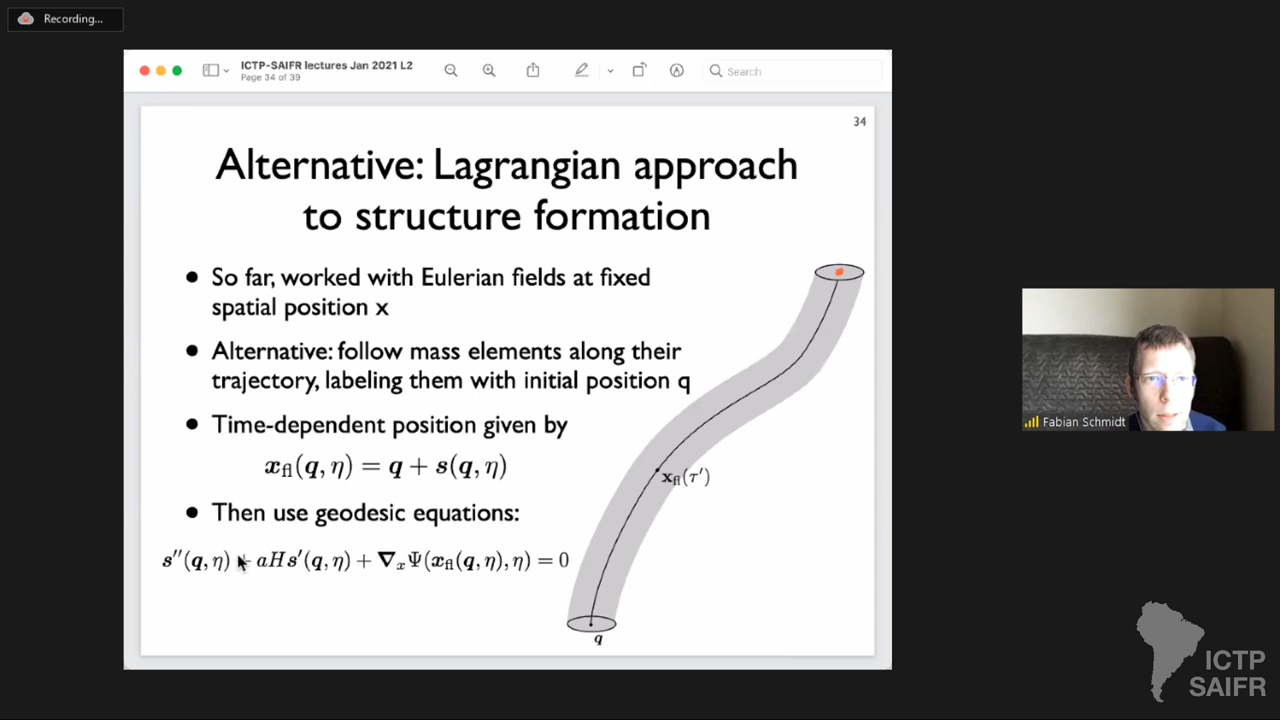 Recording...
ICTP-SAIFR lectures Jan 2021 L2
Page 34 of 39
Search
34
Alternative: Lagrangian approach
to structure formation
● So far, worked with Eulerian fields at fixed
spatial position x
● Alternative: follow mass elements along their
trajectory, labeling them with initial position q
● Time-dependent position given by
x_fl(q, η) = q + s(q, η)
● Then use geodesic equations:
s′′(q, η) + aHs′(q, η) + ∇_xΨ(x_fl(q, η), η) = 0
x_fl(τ′)
q
Fabian Schmidt
ICTP
SAIFR